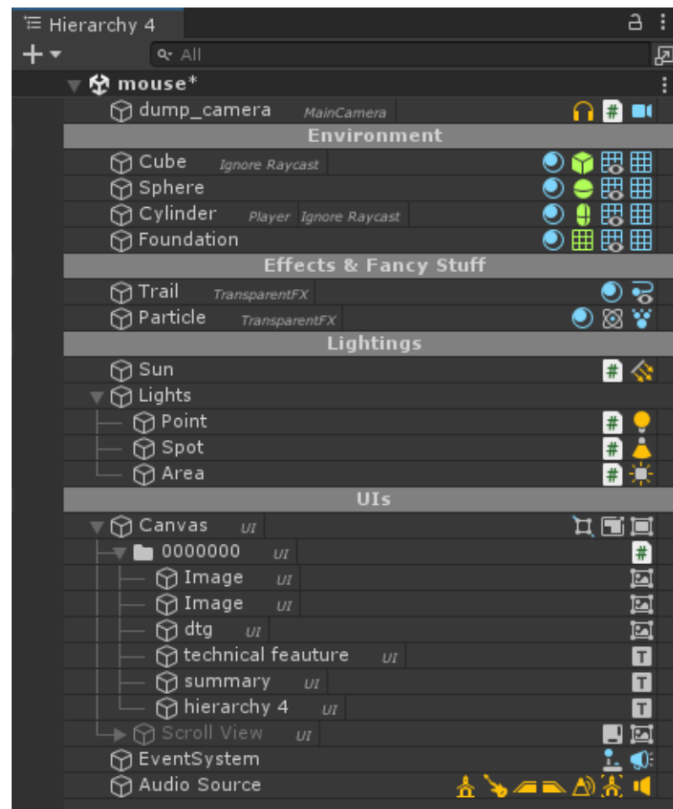 Hierarchy 4
All
mouse*
dump_camera MainCamera #
Environment
Cube Ignore Raycast
Sphere
Cylinder Player Ignore Raycast
Foundation
Effects & Fancy Stuff
Trail TransparentFX
Particle TransparentFX
Lightings
Sun #
Lights
Point #
Spot #
Area #
UIs
Canvas UI
0000000 UI #
Image UI
Image UI
dtg UI
technical feauture UI T
summary UI T
hierarchy 4 UI T
Scroll View UI
EventSystem
Audio Source